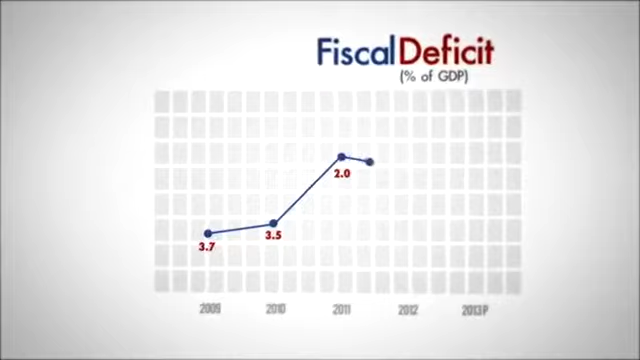 Fiscal Deficit
(% of GDP)
2.0
3.5
3.7
2009 2010 2011 2012 2013P